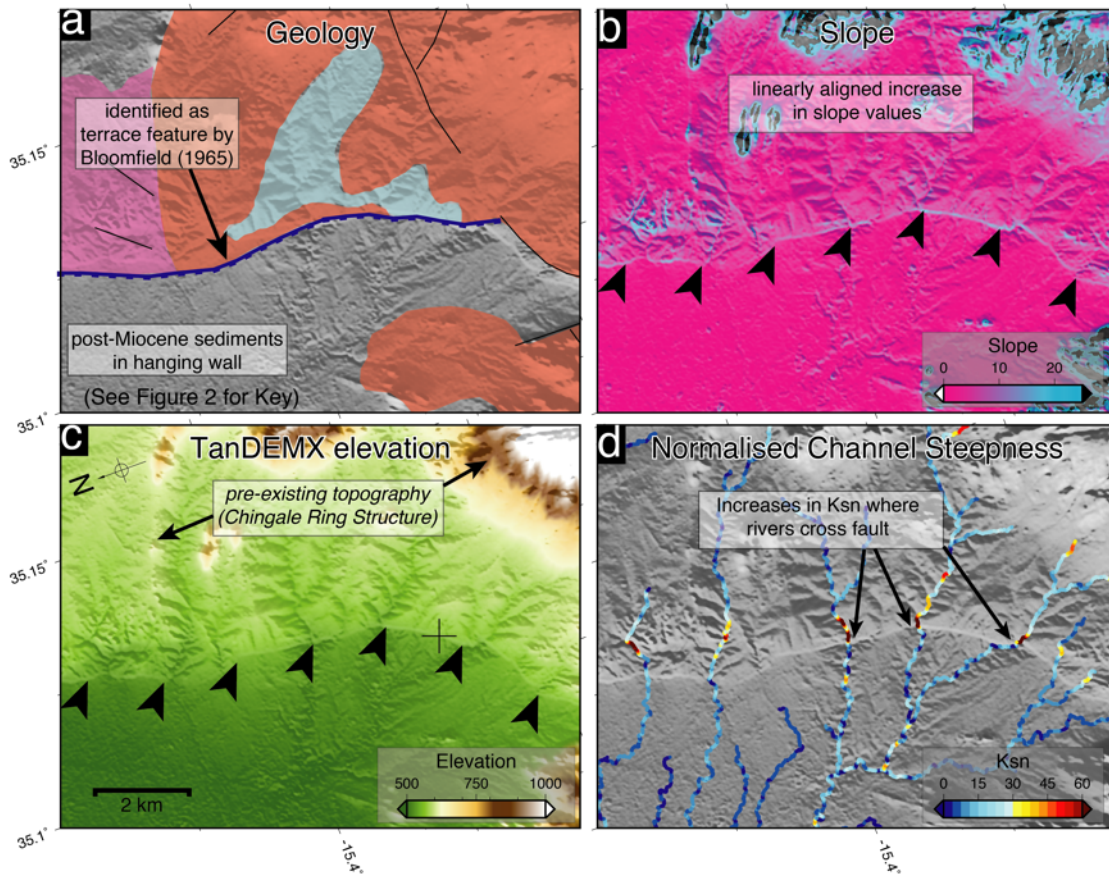 a
Geology
identified as
terrace feature by
Bloomfield (1965)
post-Miocene sediments
in hanging wall
(See Figure 2 for Key)
35.15°
35.1°
b
Slope
linearly aligned increase
in slope values
Slope
0 10 20
c
TanDEMX elevation
N
pre-existing topography
(Chingale Ring Structure)
35.15°
35.1°
2 km
Elevation
500 750 1000
-15.4°
d
Normalised Channel Steepness
Increases in Ksn where
rivers cross fault
Ksn
0 15 30 45 60
-15.4°